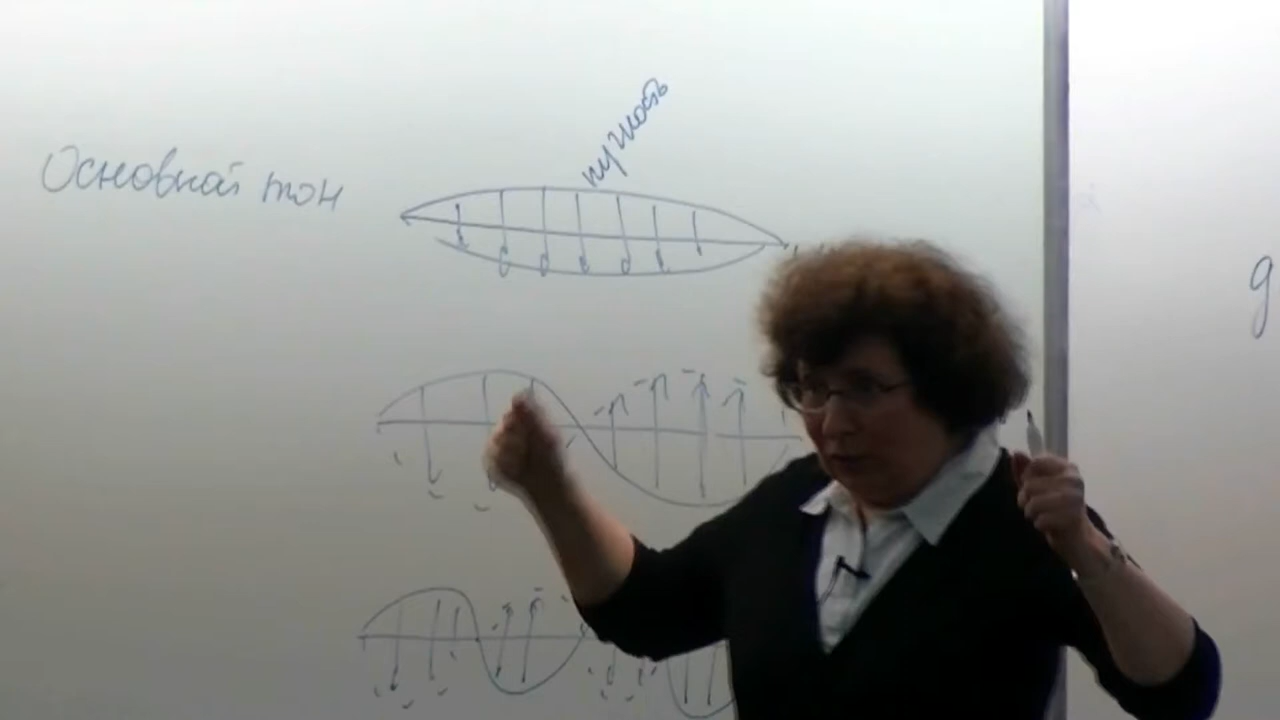 Основной тон
пучность
g